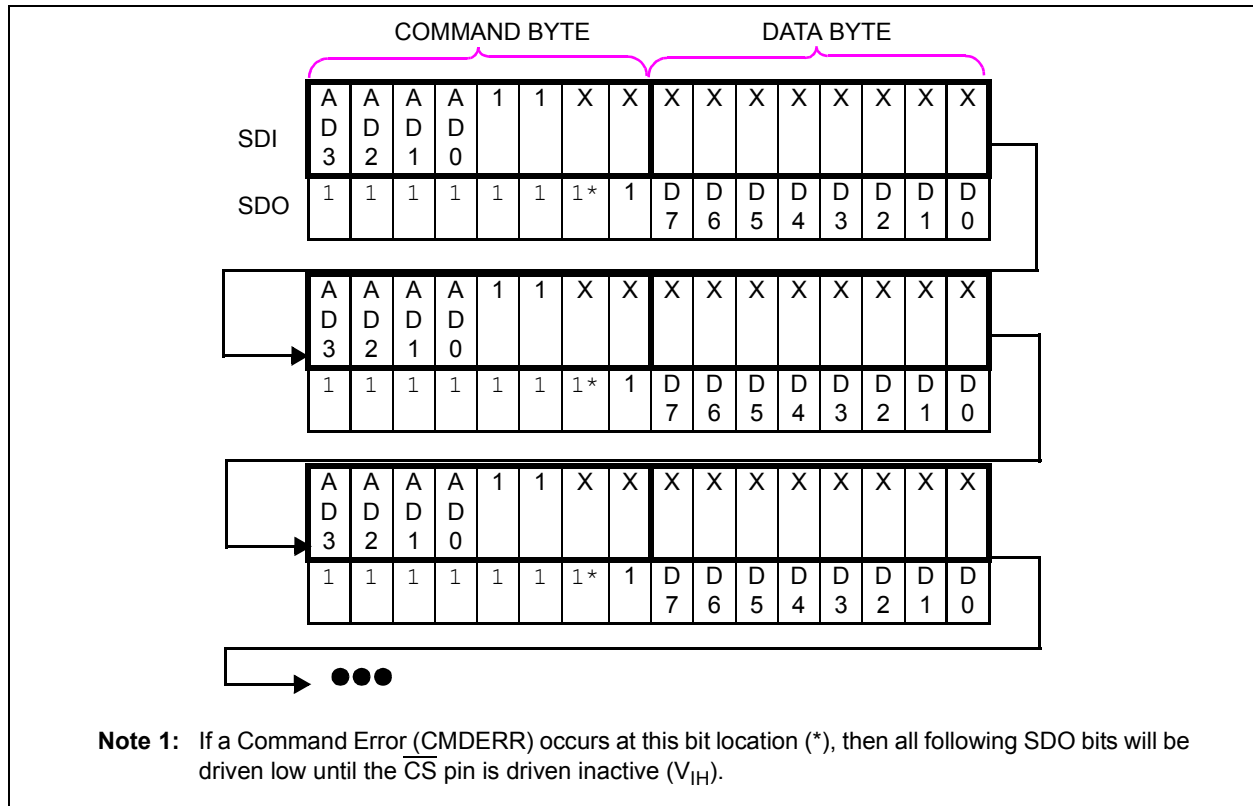 COMMAND BYTE DATA BYTE
A A A A 1 1 X X X X X X X X X X
SDI D D D D
3 2 1 0
SDO 1 1 1 1 1 1 1* 1 D D D D D D D D
7 6 5 4 3 2 1 0
A A A A 1 1 X X X X X X X X X X
D D D D
3 2 1 0
1 1 1 1 1 1 1* 1 D D D D D D D D
7 6 5 4 3 2 1 0
A A A A 1 1 X X X X X X X X X X
D D D D
3 2 1 0
1 1 1 1 1 1 1* 1 D D D D D D D D
7 6 5 4 3 2 1 0
Note 1: If a Command Error (CMDERR) occurs at this bit location (*), then all following SDO bits will be
driven low until the CS pin is driven inactive (VIH).